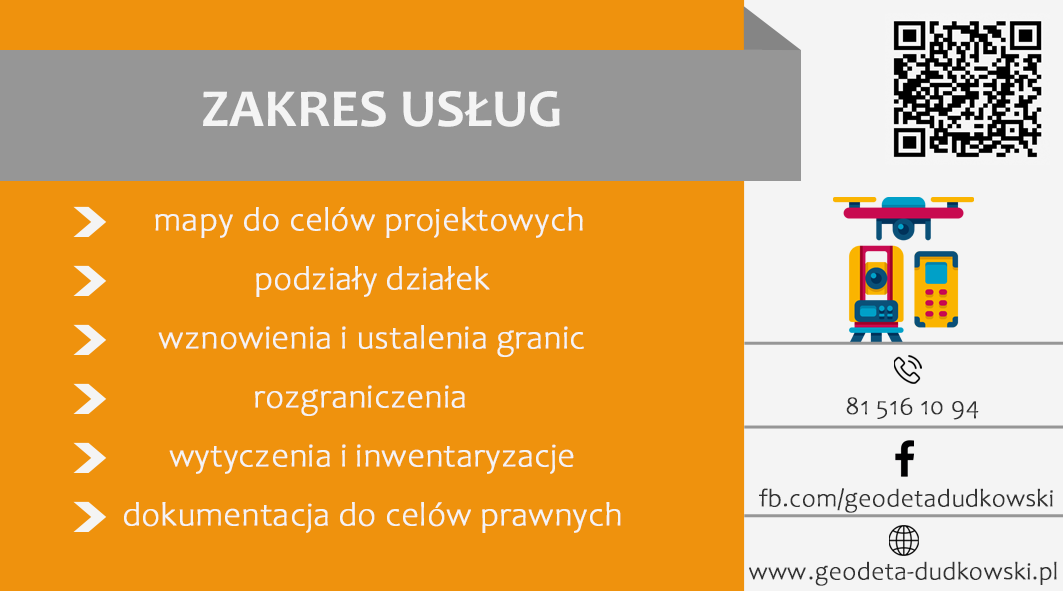 ZAKRES USŁUG
mapy do celów projektowych
podziały działek
wznowienia i ustalenia granic
rozgraniczenia
wytyczenia i inwentaryzacje
dokumentacja do celów prawnych
81 516 10 94
fb.com/geodetadudkowski
www.geodeta-dudkowski.pl